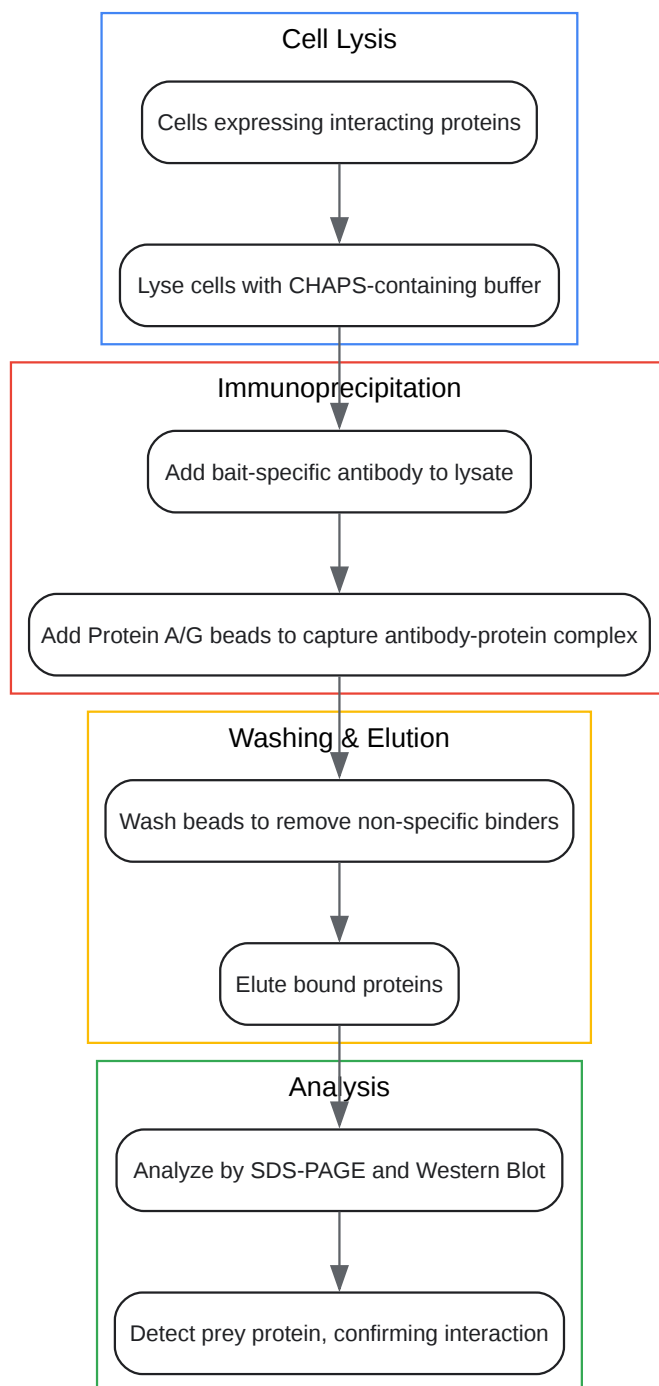 Cell Lysis
Cells expressing interacting proteins
Lyse cells with CHAPS-containing buffer
Immunoprecipitation
Add bait-specific antibody to lysate
Add Protein A/G beads to capture antibody-protein complex
Washing & Elution
Wash beads to remove non-specific binders
Elute bound proteins
Analysis
Analyze by SDS-PAGE and Western Blot
Detect prey protein, confirming interaction